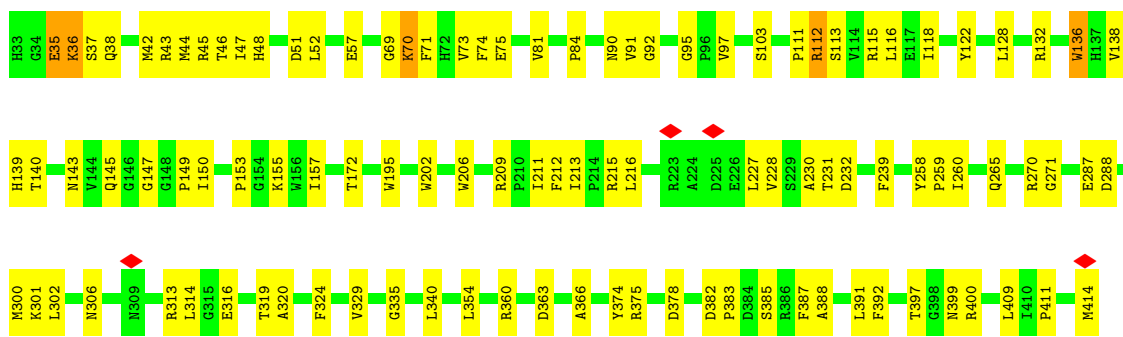 H33 G34 E35 K36 S37 Q38 M42 R43 M44 R45 T46 I47 H48 D51 L52 E57 G69 K70 F71 H72 V73 F74 E75 V81 P84 N90 V91 G92 G95 P96 V97 S103 P111 R112 S113 V114 R115 L116 E117 I118 Y122 L128 R132 W136 H137 V138
H139 T140 N143 V144 Q145 G146 G147 G148 P149 I150 P153 G154 K155 W156 I157 T172 W195 W202 W206 R209 P210 I211 F212 I213 P214 R215 L216 R223 A224 D225 E226 L227 V228 S229 A230 T231 D232 F239 Y258 P259 I260 Q265 R270 G271 E287 D288
M300 K301 L302 N306 N309 R313 L314 G315 E316 T319 A320 F324 V329 G335 L340 L354 R360 D363 A366 Y374 R375 D378 D382 P383 D384 S385 R386 F387 A388 L391 F392 T397 G398 N399 R400 L409 I410 P411 M414